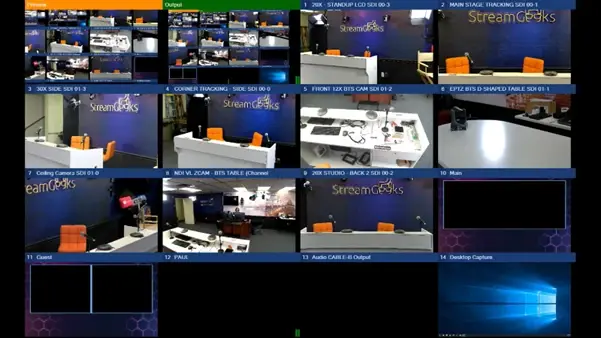 Preview
Output
1 20X - STANDUP LCD SDI 00-3
2 MAIN STAGE TRACKING SDI 00-1
StreamGeeks
StreamGeeks
3 30X SIDE SDI 01-3
4 CORNER TRACKING - SIDE SDI 00-0
5 FRONT 12X BTS CAM SDI 01-2
6 EPTZ BTS D-SHAPED TABLE SDI 01-1
StreamGeeks
StreamGeeks
7 Ceiling Camera SDI 01-0
8 NDI VL ZCAM - BTS TABLE (Channel
9 20X STUDIO - BACK 2 SDI 00-2
10 Main
StreamGeeks
StreamGeeks
11 Guest
12 PAUL
13 Audio CABLE-B Output
14 Desktop Capture